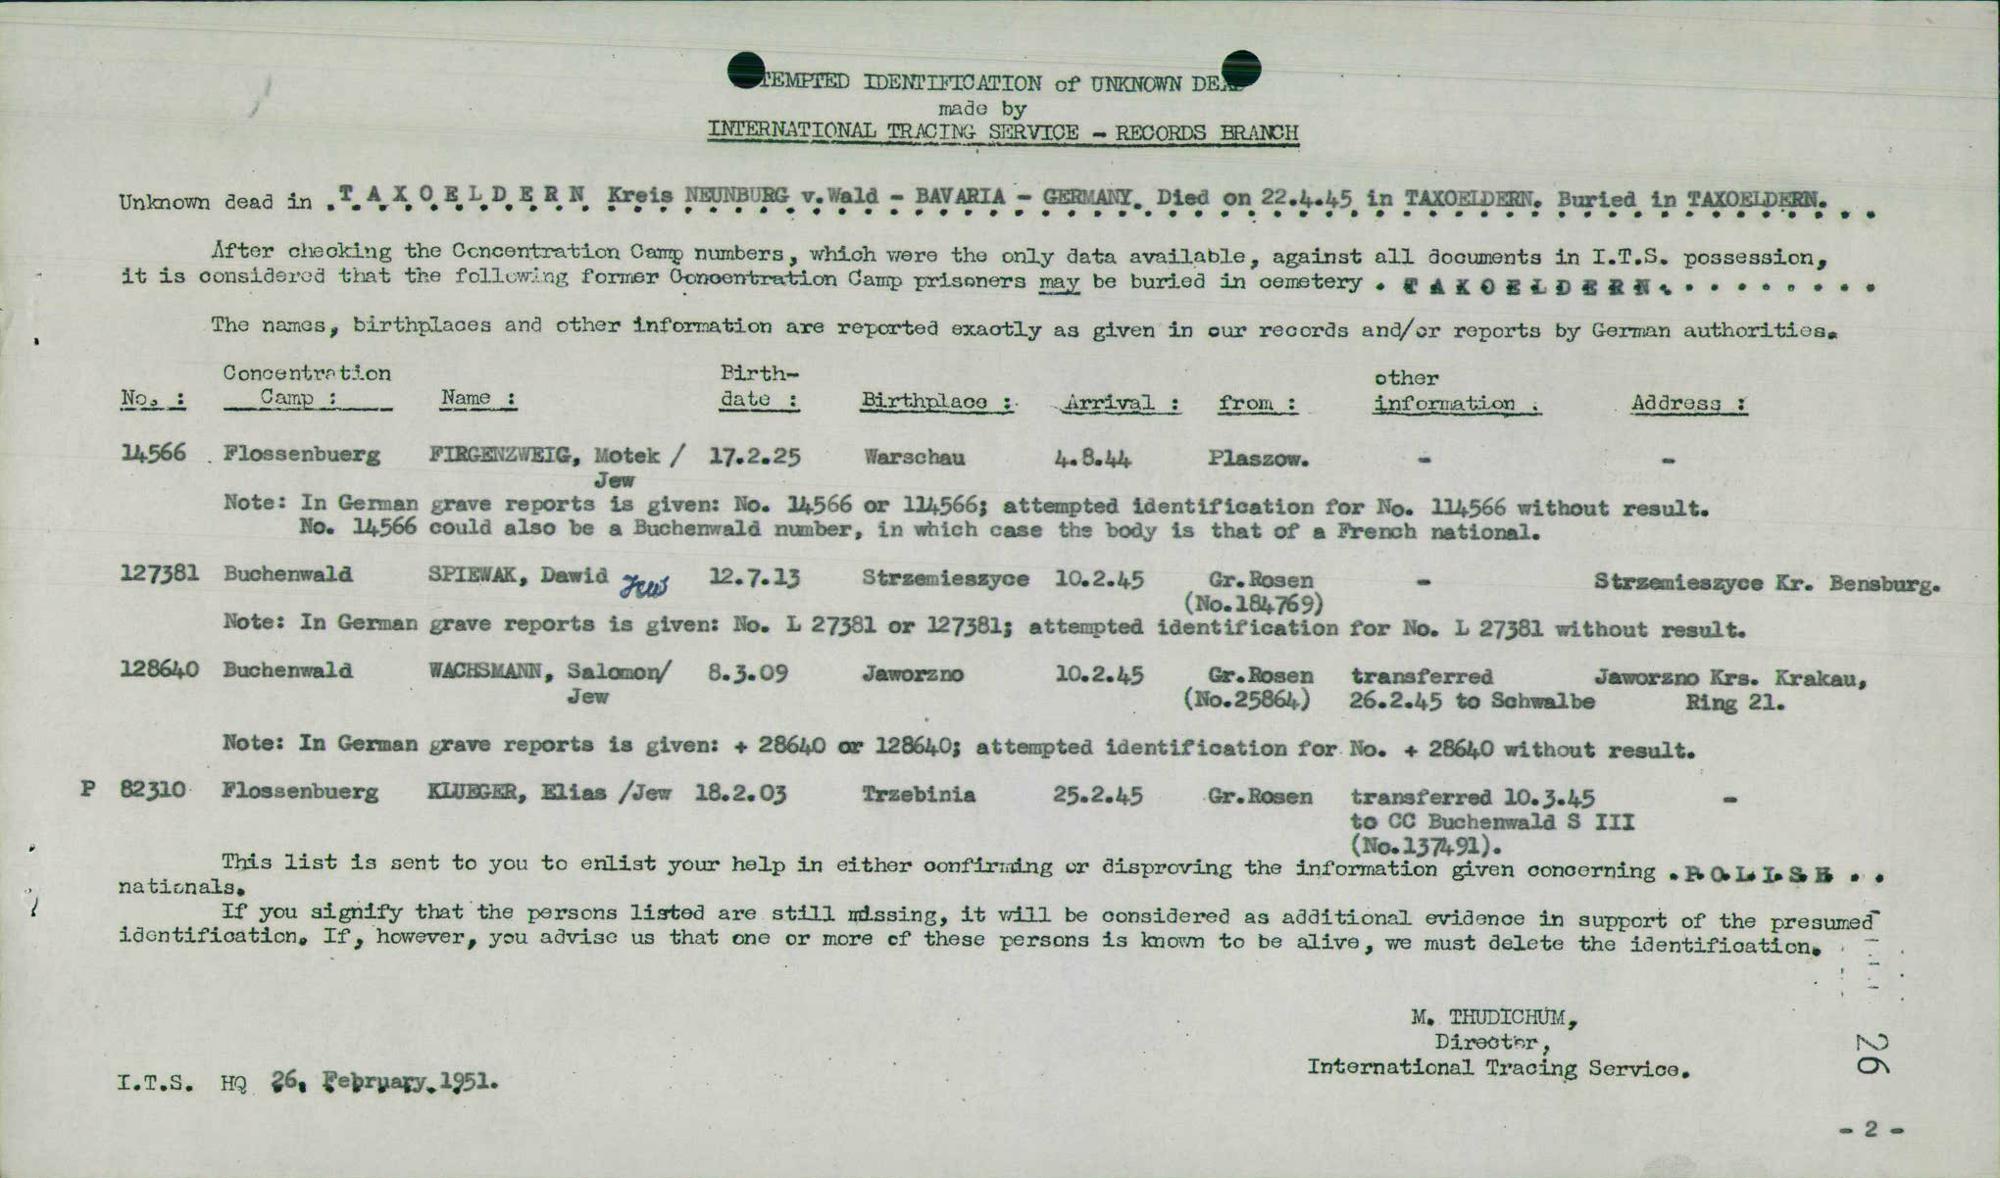 TEMPTED IDENTIFICATION of UNKNOWN DEA
made by
INTERNATIONAL TRACING SERVICE - RECORDS BRANCH
Unknown dead in . T A X O E L D E R N Kreis NEUNBURG v.Wald - BAVARIA - GERMANY. Died on 22.4.45 in TAXOELDERN. Buried in TAXOELDERN.
After checking the Concentration Camp numbers, which were the only data available, against all documents in I.T.S. possession,
it is considered that the following former Concentration Camp prisoners may be buried in cemetery . T A X O E L D E R N . . . . . . . . .
The names, birthplaces and other information are reported exactly as given in our records and/or reports by German authorities.
No. : Concentration Camp : Name : Birth-date : Birthplace : Arrival : from : other information : Address :
14566 Flossenbuerg FIRGENZWEIG, Motek / 17.2.25 Warschau 4.8.44 Plaszow. - -
Jew
Note: In German grave reports is given: No. 14566 or 114566; attempted identification for No. 114566 without result.
No. 14566 could also be a Buchenwald number, in which case the body is that of a French national.
127381 Buchenwald SPIEWAK, Dawid Jew 12.7.13 Strzemieszyce 10.2.45 Gr.Rosen - Strzemieszyce Kr. Bensburg.
(No.184769)
Note: In German grave reports is given: No. L 27381 or 127381; attempted identification for No. L 27381 without result.
128640 Buchenwald WACHSMANN, Salomon/ 8.3.09 Jaworzno 10.2.45 Gr.Rosen transferred Jaworzno Krs. Krakau,
Jew (No.25864) 26.2.45 to Schwalbe Ring 21.
Note: In German grave reports is given: + 28640 or 128640; attempted identification for No. + 28640 without result.
P 82310 Flossenbuerg KLUEGER, Elias /Jew 18.2.03 Trzebinia 25.2.45 Gr.Rosen transferred 10.3.45 -
to CC Buchenwald S III
(No.137491).
This list is sent to you to enlist your help in either confirming or disproving the information given concerning . P O L I S H . .
nationals.
If you signify that the persons listed are still missing, it will be considered as additional evidence in support of the presumed
identification. If, however, you advise us that one or more of these persons is known to be alive, we must delete the identification.
M. THUDICHUM,
Director,
International Tracing Service.
I.T.S. HQ 26. February 1951.
26
- 2 -